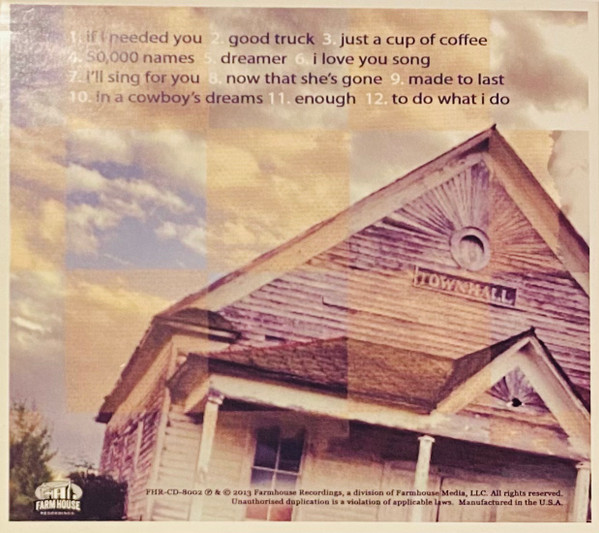 1. if i needed you 2. good truck 3. just a cup of coffee
4. 50,000 names 5. dreamer 6. i love you song
7. i'll sing for you 8. now that she's gone 9. made to last
10. in a cowboy's dreams 11. enough 12. to do what i do
TOWN HALL
FARM HOUSE
RECORDINGS
FHR-CD-8002 ℗ & © 2013 Farmhouse Recordings, a division of Farmhouse Media, LLC. All rights reserved.
Unauthorised duplication is a violation of applicable laws. Manufactured in the U.S.A.